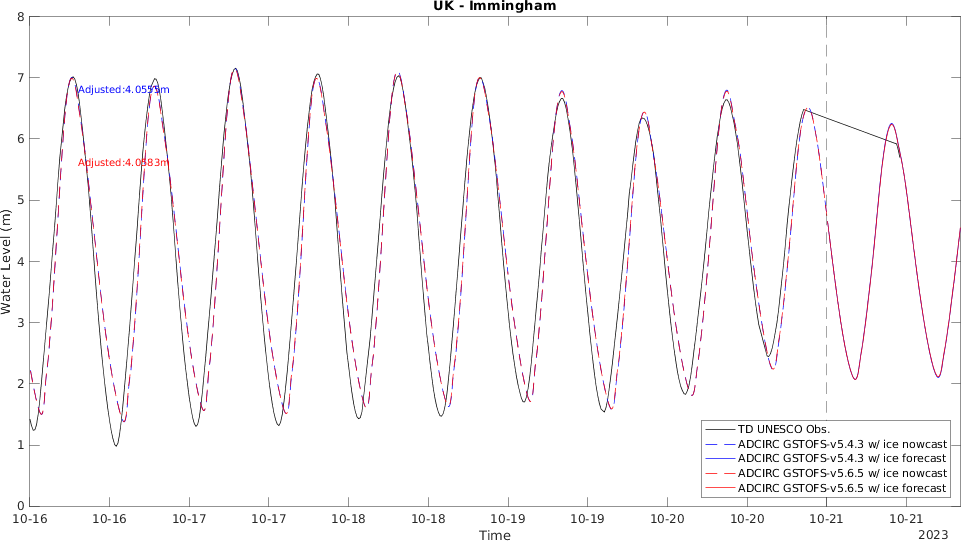 UK - Immingham
8
7
6
5
4
3
2
1
0
Water Level (m)
Adjusted:4.0555m
Adjusted:4.0583m
TD UNESCO Obs.
ADCIRC GSTOFS-v5.4.3 w/ ice nowcast
ADCIRC GSTOFS-v5.4.3 w/ ice forecast
ADCIRC GSTOFS-v5.6.5 w/ ice nowcast
ADCIRC GSTOFS-v5.6.5 w/ ice forecast
10-16 10-16 10-17 10-17 10-18 10-18 10-19 10-19 10-20 10-20 10-21 10-21
Time
2023